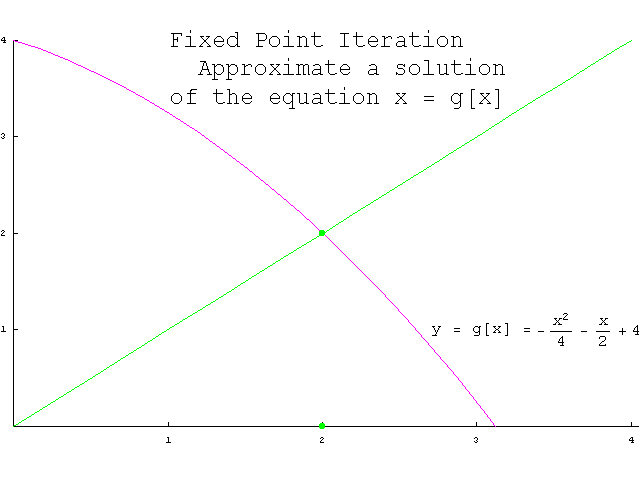 Fixed Point Iteration
Approximate a solution
of the equation x = g[x]
4
3
2
1
y = g[x] = -x²/4 - x/2 + 4
1 2 3 4